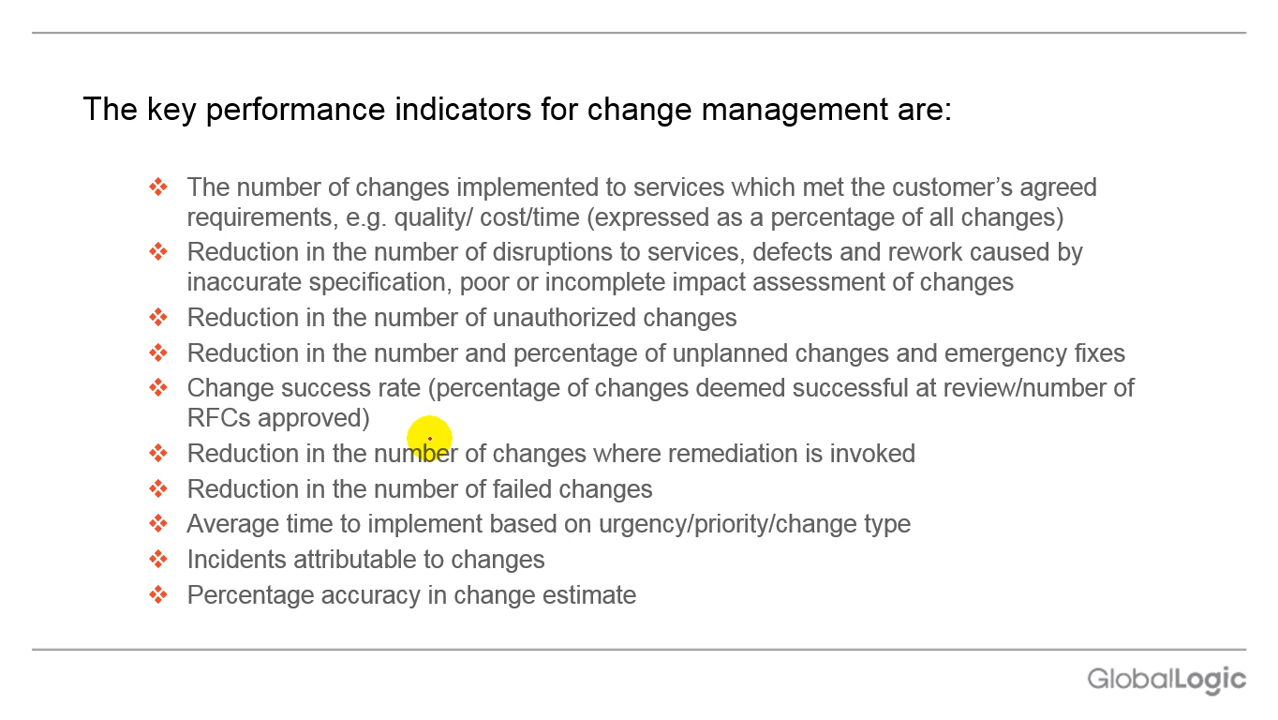 The key performance indicators for change management are:
The number of changes implemented to services which met the customer’s agreed
requirements, e.g. quality/ cost/time (expressed as a percentage of all changes)
Reduction in the number of disruptions to services, defects and rework caused by
inaccurate specification, poor or incomplete impact assessment of changes
Reduction in the number of unauthorized changes
Reduction in the number and percentage of unplanned changes and emergency fixes
Change success rate (percentage of changes deemed successful at review/number of
RFCs approved)
Reduction in the number of changes where remediation is invoked
Reduction in the number of failed changes
Average time to implement based on urgency/priority/change type
Incidents attributable to changes
Percentage accuracy in change estimate
GlobalLogic